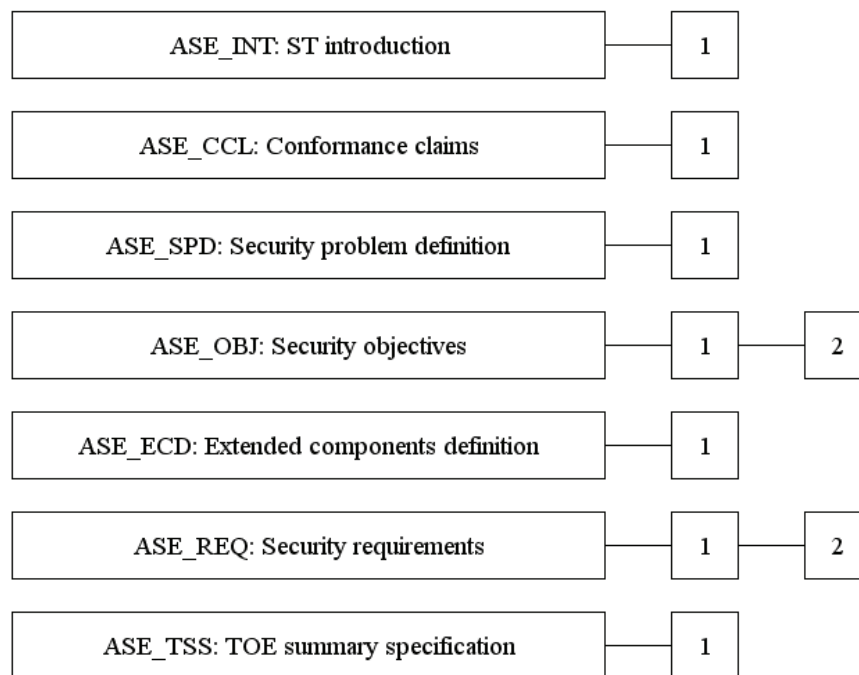 ASE_INT: ST introduction 1
ASE_CCL: Conformance claims 1
ASE_SPD: Security problem definition 1
ASE_OBJ: Security objectives 1 2
ASE_ECD: Extended components definition 1
ASE_REQ: Security requirements 1 2
ASE_TSS: TOE summary specification 1